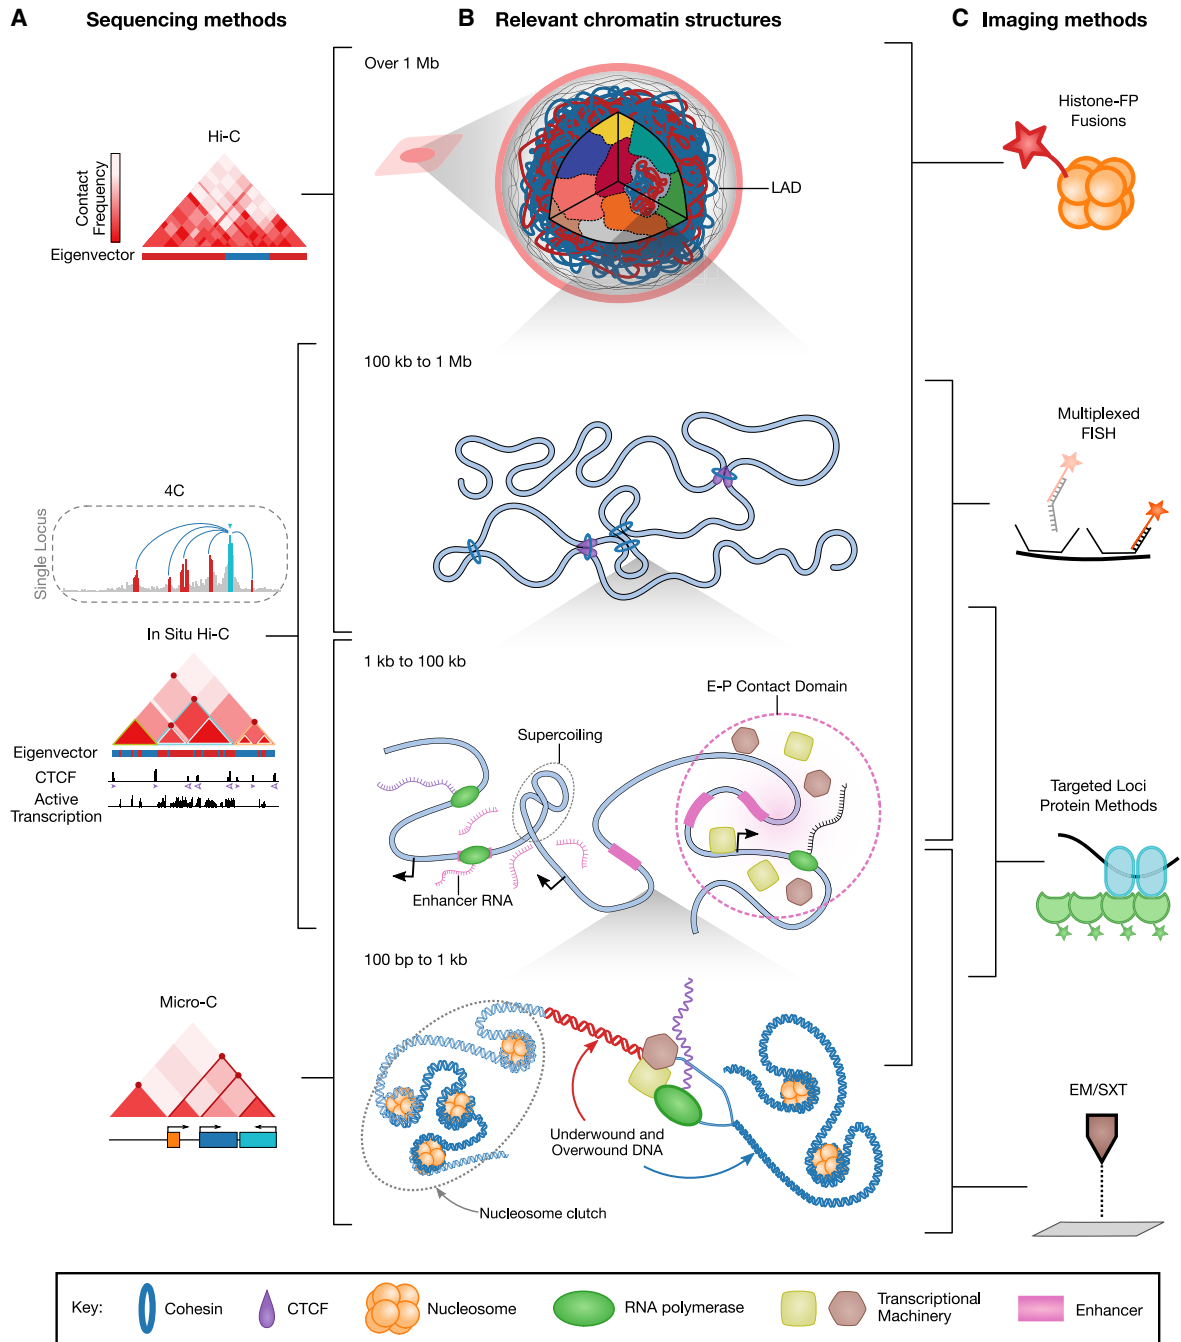 A Sequencing methods
B Relevant chromatin structures
C Imaging methods
Over 1 Mb
Hi-C
Contact
Frequency
Eigenvector
LAD
Histone-FP
Fusions
100 kb to 1 Mb
4C
Single Locus
Multiplexed
FISH
In Situ Hi-C
Eigenvector
CTCF
Active
Transcription
1 kb to 100 kb
E-P Contact Domain
Supercoiling
Enhancer RNA
Targeted Loci
Protein Methods
100 bp to 1 kb
Micro-C
Underwound and
Overwound DNA
Nucleosome clutch
EM/SXT
Key:
Cohesin
CTCF
Nucleosome
RNA polymerase
Transcriptional
Machinery
Enhancer